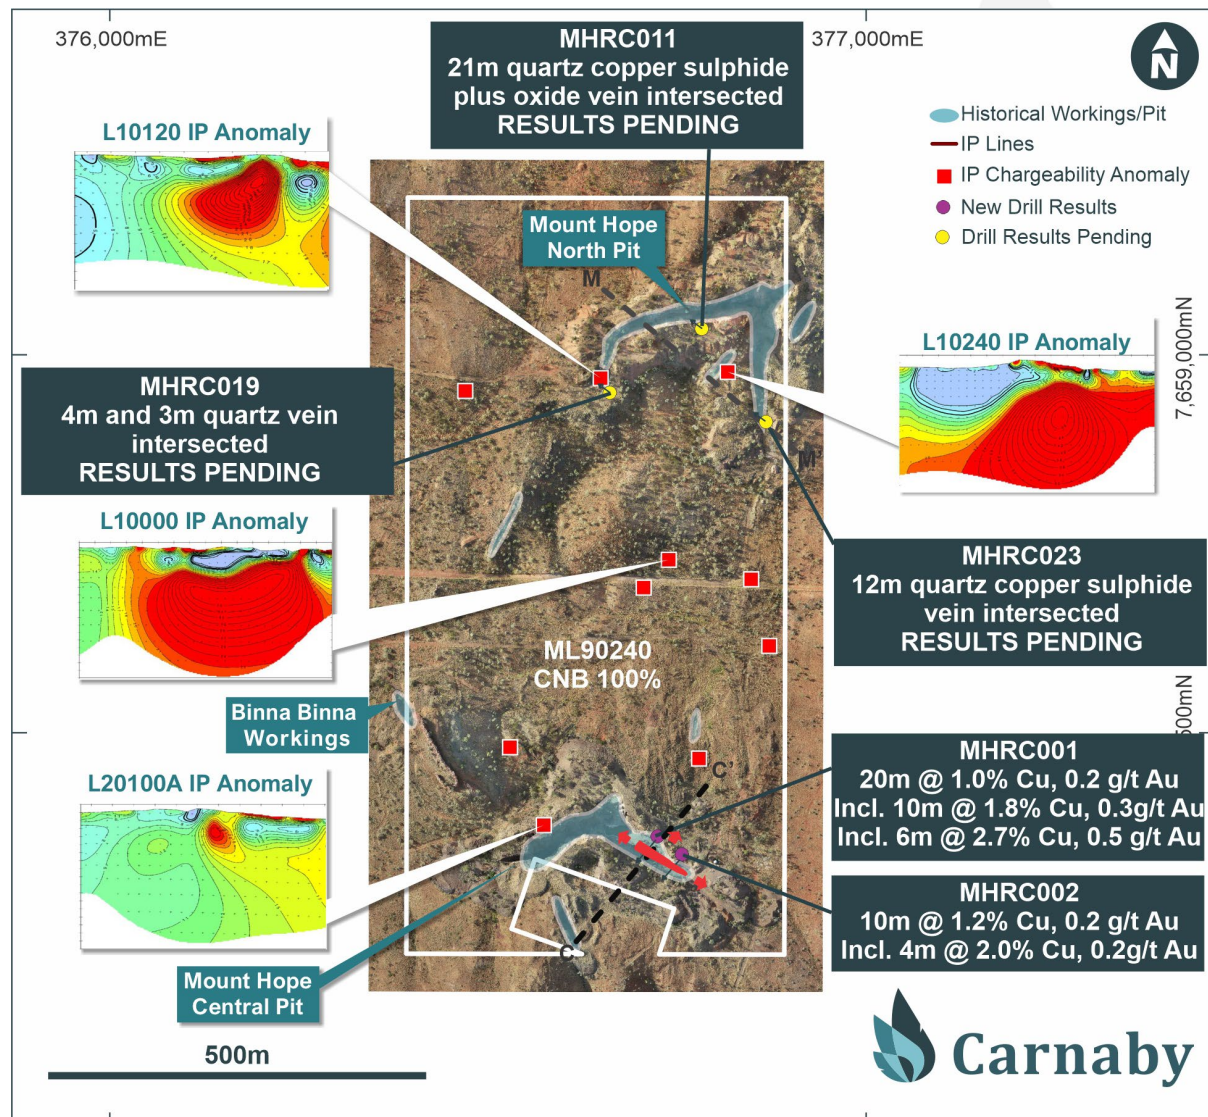 376,000mE
377,000mE
MHRC011
21m quartz copper sulphide
plus oxide vein intersected
RESULTS PENDING
N
Historical Workings/Pit
IP Lines
IP Chargeability Anomaly
New Drill Results
Drill Results Pending
L10120 IP Anomaly
Mount Hope
North Pit
M
L10240 IP Anomaly
7,659,000mN
MHRC019
4m and 3m quartz vein
intersected
RESULTS PENDING
M
L10000 IP Anomaly
MHRC023
12m quartz copper sulphide
vein intersected
RESULTS PENDING
ML90240
CNB 100%
Binna Binna
Workings
500mN
L20100A IP Anomaly
C'
MHRC001
20m @ 1.0% Cu, 0.2 g/t Au
Incl. 10m @ 1.8% Cu, 0.3g/t Au
Incl. 6m @ 2.7% Cu, 0.5 g/t Au
MHRC002
10m @ 1.2% Cu, 0.2 g/t Au
Incl. 4m @ 2.0% Cu, 0.2g/t Au
C
Mount Hope
Central Pit
500m
Carnaby